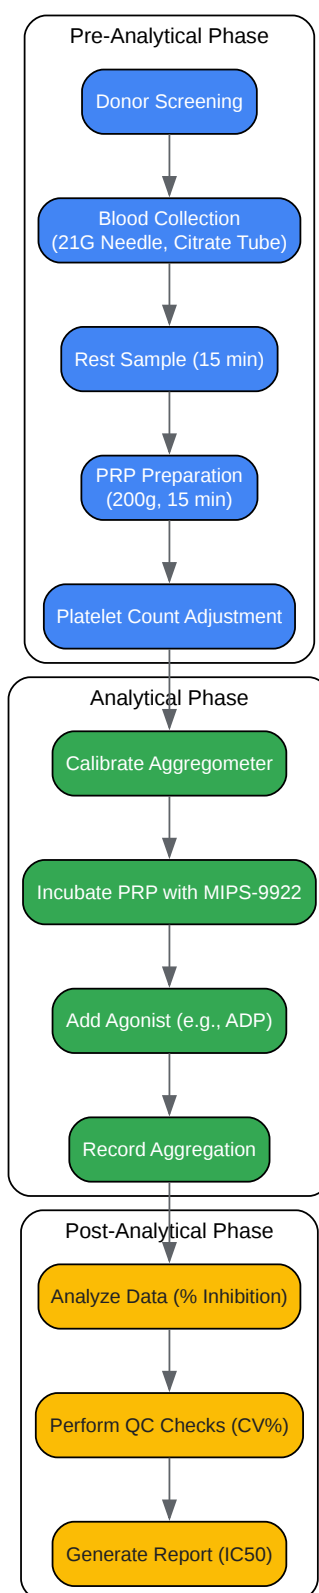 Pre-Analytical Phase
Donor Screening
Blood Collection
(21G Needle, Citrate Tube)
Rest Sample (15 min)
PRP Preparation
(200g, 15 min)
Platelet Count Adjustment
Analytical Phase
Calibrate Aggregometer
Incubate PRP with MIPS-9922
Add Agonist (e.g., ADP)
Record Aggregation
Post-Analytical Phase
Analyze Data (% Inhibition)
Perform QC Checks (CV%)
Generate Report (IC50)